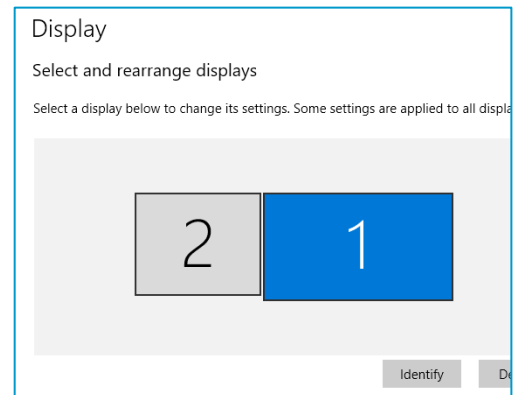 Display
Select and rearrange displays
Select a display below to change its settings. Some settings are applied to all
2 1
Identify